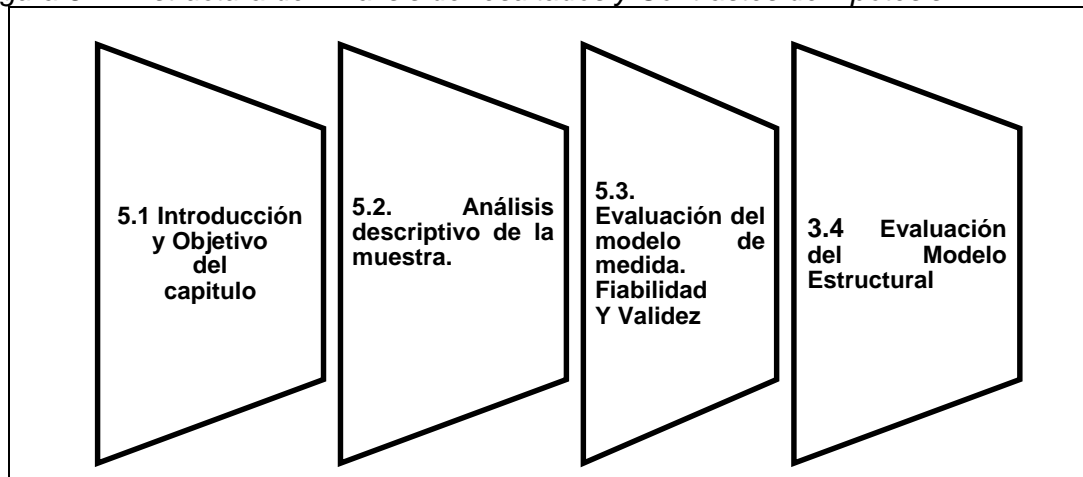 5.1 Introducción
y Objetivo
del
capitulo
5.2. Análisis
descriptivo de la
muestra.
5.3.
Evaluación del
modelo de
medida.
Fiabilidad
Y Validez
3.4 Evaluación
del Modelo
Estructural